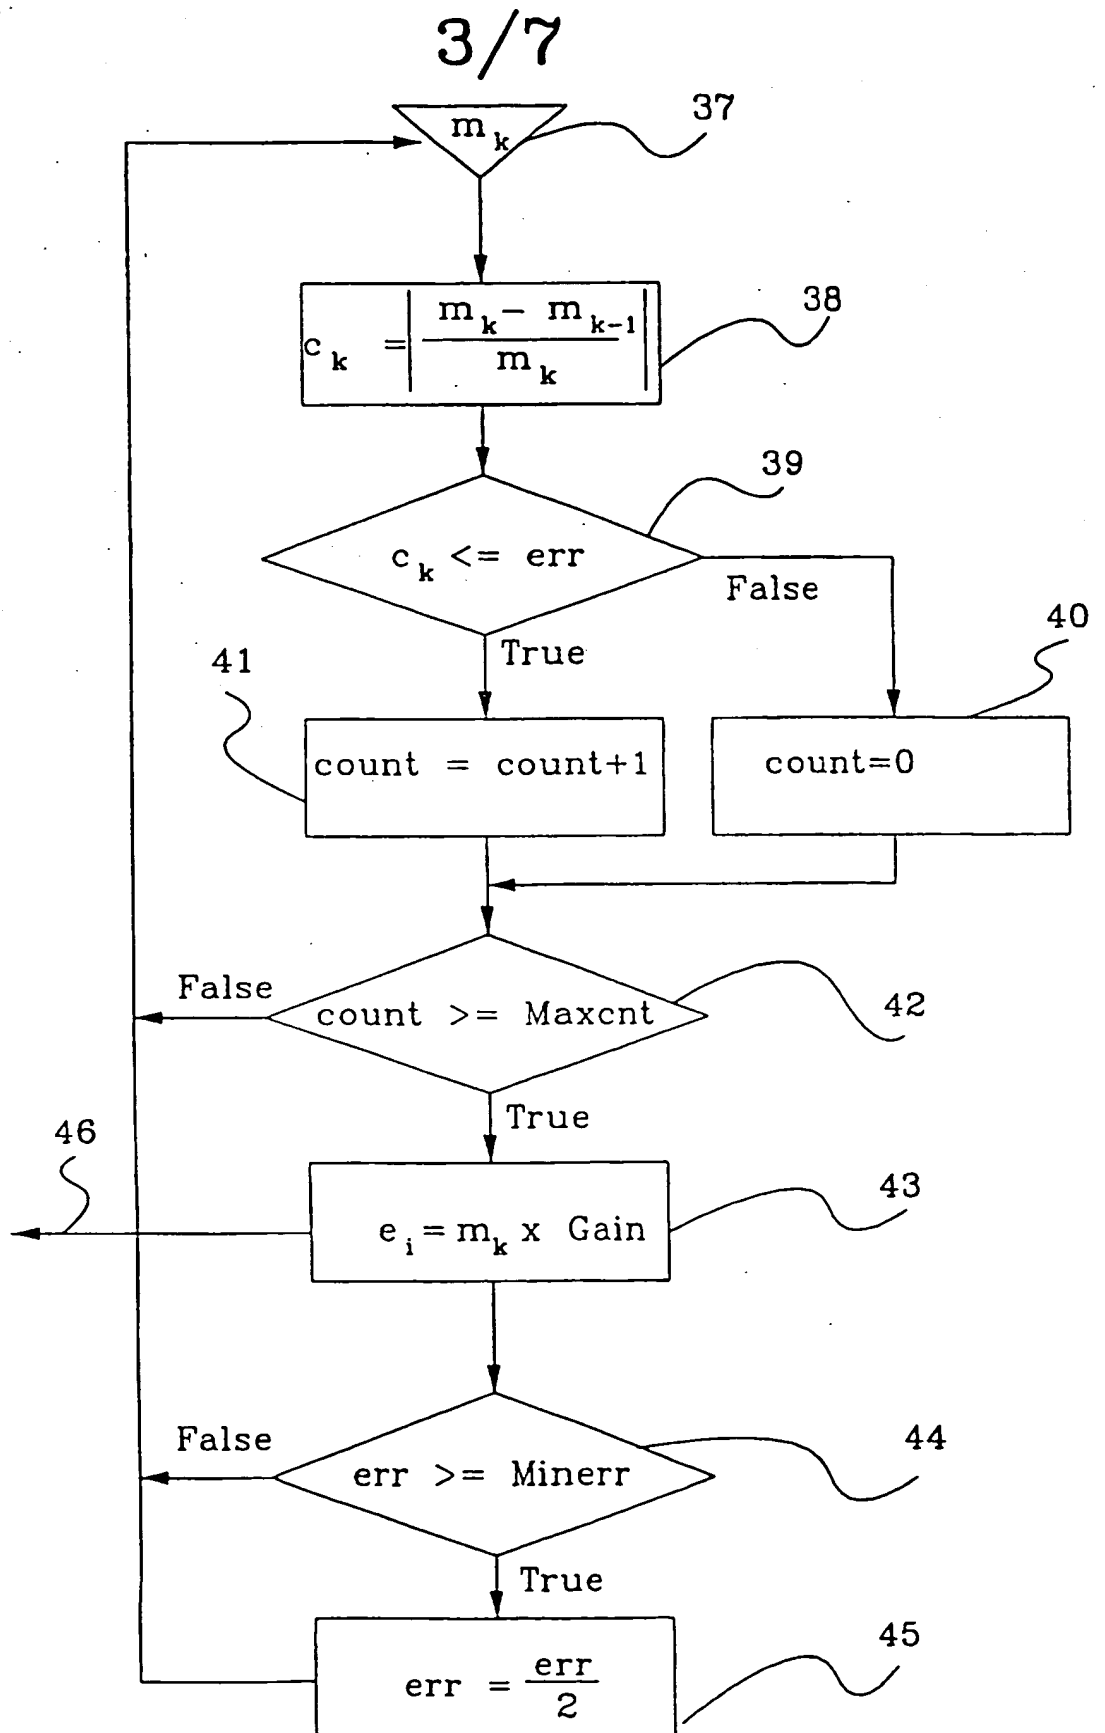 3/7
m_k
37
c_k = | (m_k - m_{k-1}) / m_k |
38
39
c_k <= err
False
True
40
41
count = count+1
count=0
False
count >= Maxcnt
42
True
46
43
e_i = m_k x Gain
False
44
err >= Minerr
True
45
err = err/2